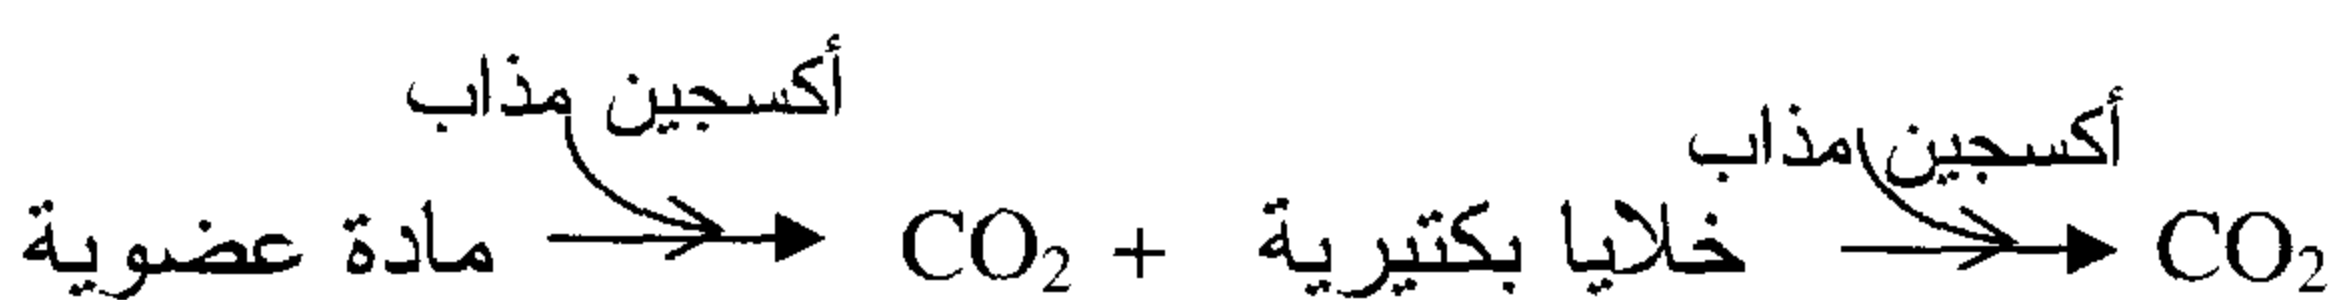 أكسجين مذاب أكسجين مذاب
مادة عضوية → CO₂ + خلايا بكتيرية → CO₂